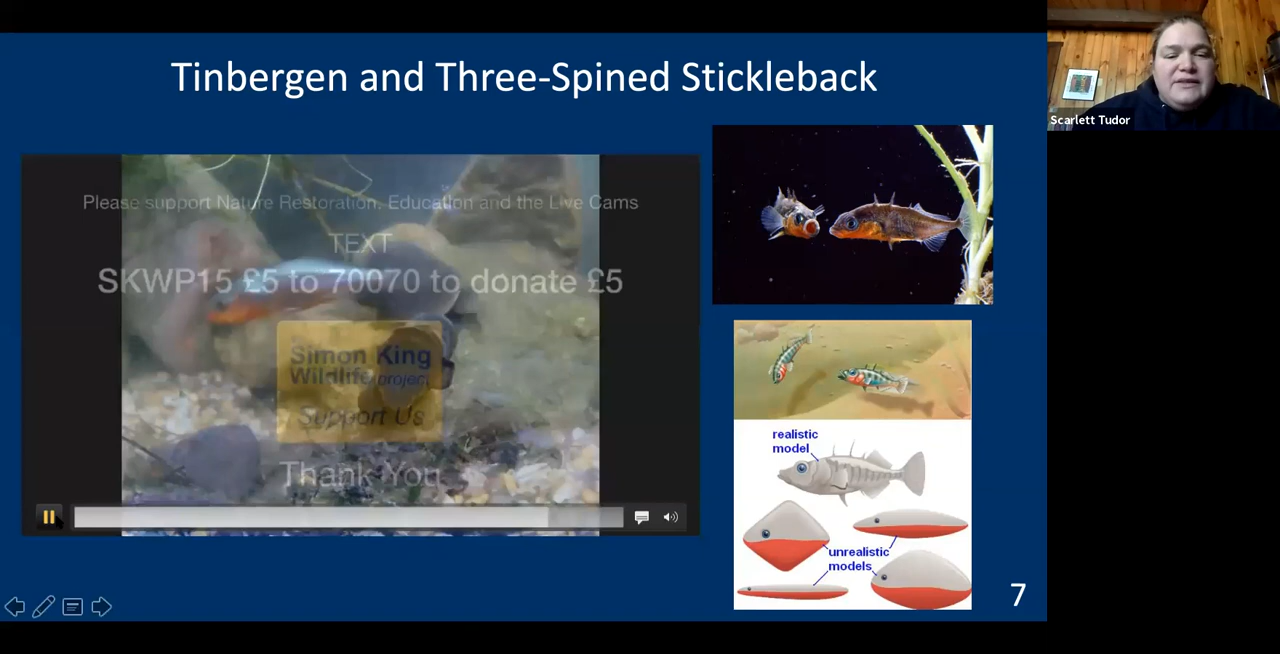 Tinbergen and Three-Spined Stickleback
Please support Nature Restoration, Education and the Live Cams
TEXT
SKWP15 £5 to 70070 to donate £5
Simon King
Wildlife project
Support Us
Thank You
realistic
model
unrealistic
models
7
Scarlett Tudor